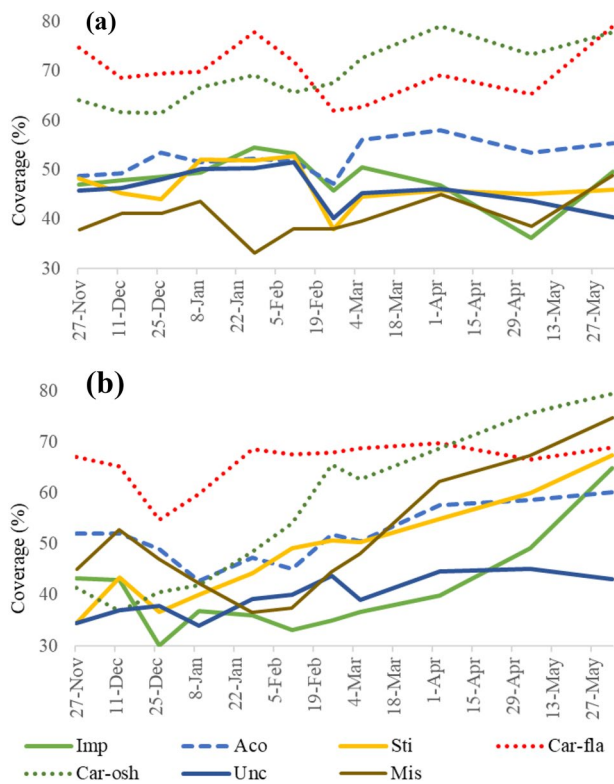 (a)
Coverage (%)
80
70
60
50
40
30
27-Nov
11-Dec
25-Dec
8-Jan
22-Jan
5-Feb
19-Feb
4-Mar
18-Mar
1-Apr
15-Apr
29-Apr
13-May
27-May
(b)
Coverage (%)
80
70
60
50
40
30
27-Nov
11-Dec
25-Dec
8-Jan
22-Jan
5-Feb
19-Feb
4-Mar
18-Mar
1-Apr
15-Apr
29-Apr
13-May
27-May
Imp Aco Sti Car-fla
Car-osh Unc Mis